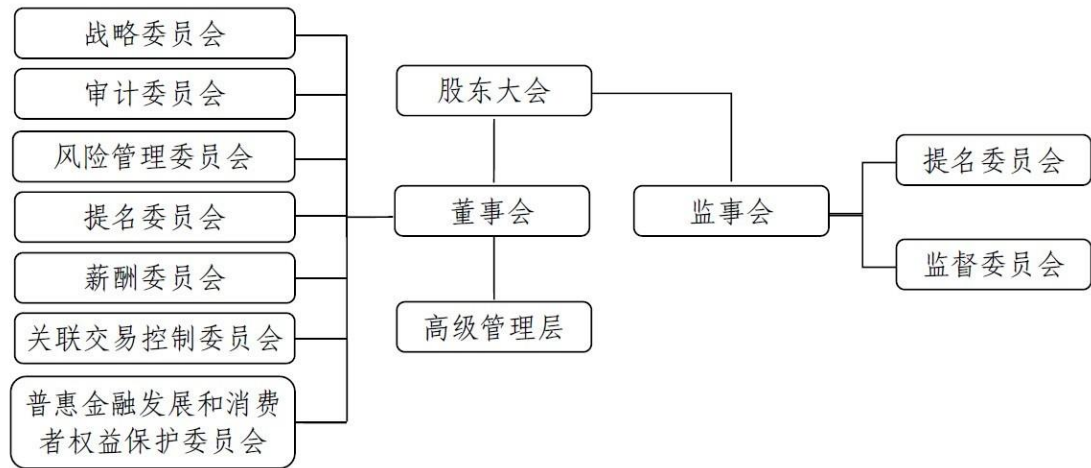 战略委员会
审计委员会
风险管理委员会
提名委员会
薪酬委员会
关联交易控制委员会
普惠金融发展和消费
者权益保护委员会
股东大会
董事会
高级管理层
监事会
提名委员会
监督委员会